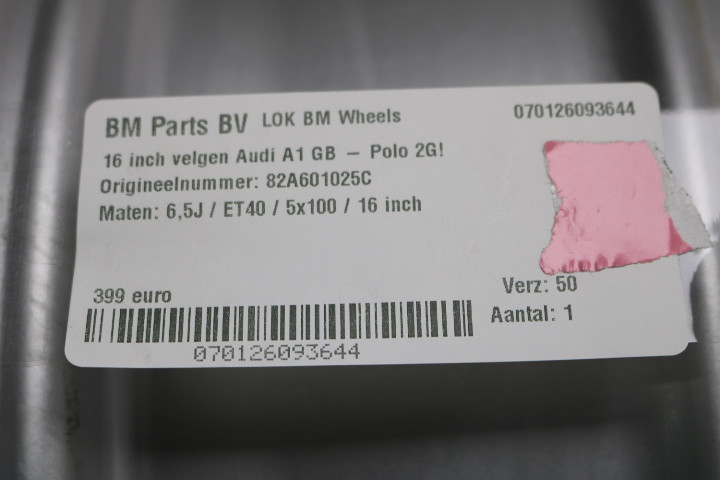 BM Parts BV LOK BM Wheels 070126093644
16 inch velgen Audi A1 GB – Polo 2G!
Origineelnummer: 82A601025C
Maten: 6,5J / ET40 / 5x100 / 16 inch
399 euro
Verz: 50
Aantal: 1
070126093644